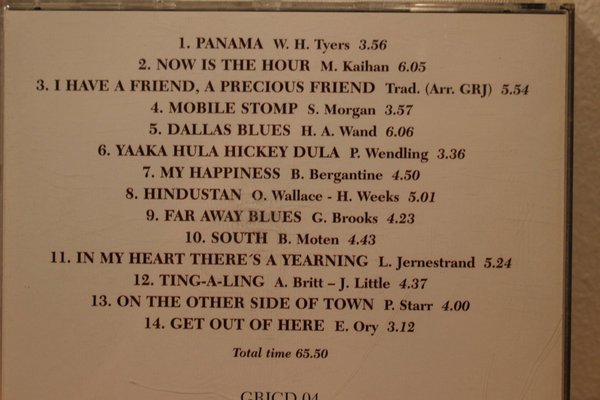 1. PANAMA W. H. Tyers 3.56
2. NOW IS THE HOUR M. Kaihan 6.05
3. I HAVE A FRIEND, A PRECIOUS FRIEND Trad. (Arr. GRJ) 5.54
4. MOBILE STOMP S. Morgan 3.57
5. DALLAS BLUES H. A. Wand 6.06
6. YAAKA HULA HICKEY DULA P. Wendling 3.36
7. MY HAPPINESS B. Bergantine 4.50
8. HINDUSTAN O. Wallace - H. Weeks 5.01
9. FAR AWAY BLUES G. Brooks 4.23
10. SOUTH B. Moten 4.43
11. IN MY HEART THERE´S A YEARNING L. Jernestrand 5.24
12. TING-A-LING A. Britt – J. Little 4.37
13. ON THE OTHER SIDE OF TOWN P. Starr 4.00
14. GET OUT OF HERE E. Ory 3.12
Total time 65.50
GRJCD 04